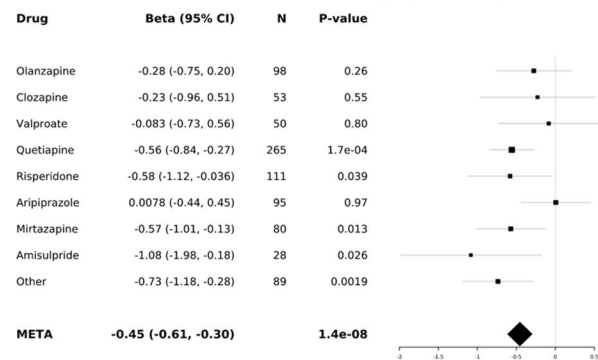 Drug Beta (95% CI) N P-value
Olanzapine -0.28 (-0.75, 0.20) 98 0.26
Clozapine -0.23 (-0.96, 0.51) 53 0.55
Valproate -0.083 (-0.73, 0.56) 50 0.80
Quetiapine -0.56 (-0.84, -0.27) 265 1.7e-04
Risperidone -0.58 (-1.12, -0.036) 111 0.039
Aripiprazole 0.0078 (-0.44, 0.45) 95 0.97
Mirtazapine -0.57 (-1.01, -0.13) 80 0.013
Amisulpride -1.08 (-1.98, -0.18) 28 0.026
Other -0.73 (-1.18, -0.28) 89 0.0019
META -0.45 (-0.61, -0.30) 1.4e-08
-2 -1.5 -1 -0.5 0 0.5